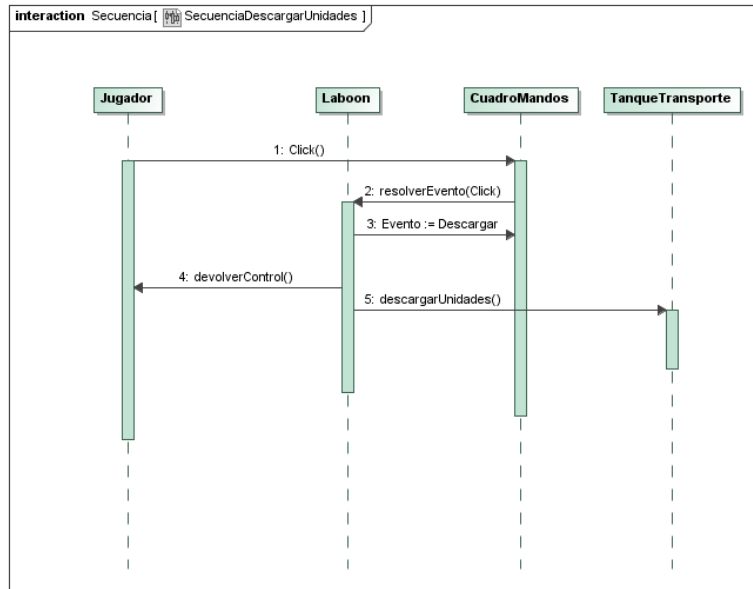 interaction Secuencia[ SecuenciaDescargarUnidades ]
Jugador
Laboon
CuadroMandos
TanqueTransporte
1: Click()
2: resolverEvento(Click)
3: Evento := Descargar
4: devolverControl()
5: descargarUnidades()